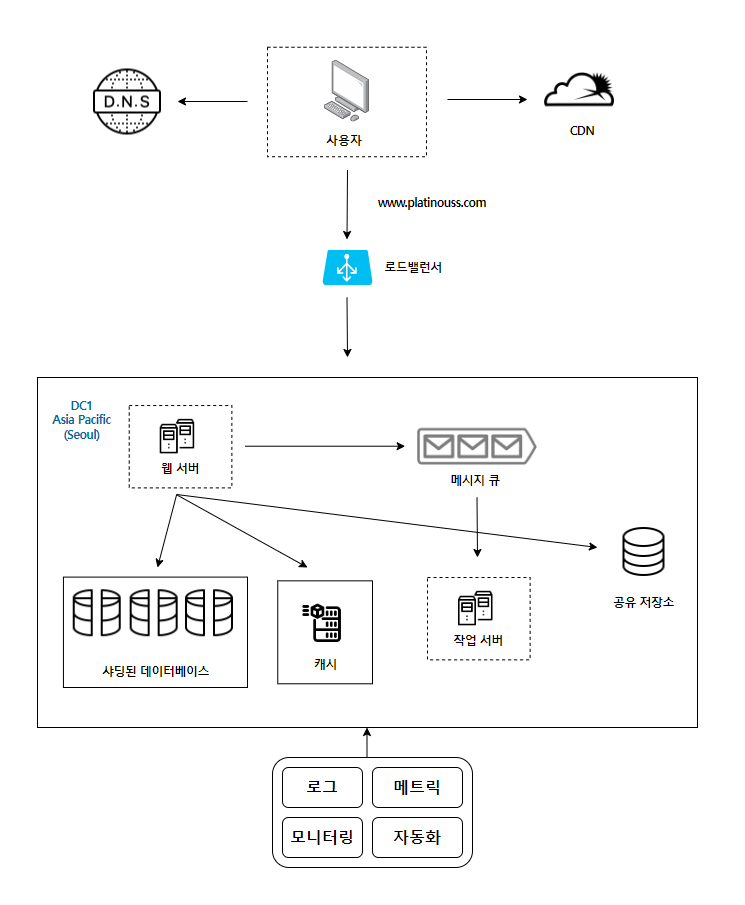 D.N.S
사용자
CDN
www.platinouss.com
로드밸런서
DC1
Asia Pacific
(Seoul)
웹 서버
메시지 큐
공유 저장소
샤딩된 데이터베이스
캐시
작업 서버
로그
메트릭
모니터링
자동화